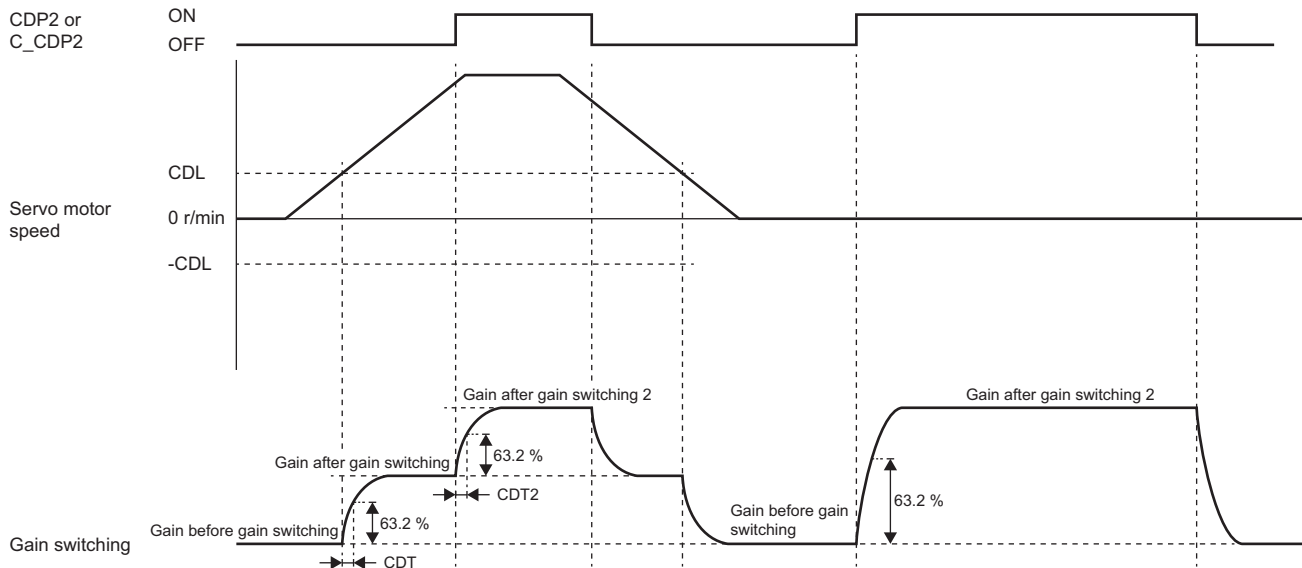 CDP2 or
C_CDP2
ON
OFF
CDL
Servo motor
speed
0 r/min
-CDL
Gain after gain switching 2
Gain after gain switching 2
Gain after gain switching
63.2 %
CDT2
Gain before gain switching
63.2 %
Gain before gain
switching
63.2 %
Gain switching
CDT